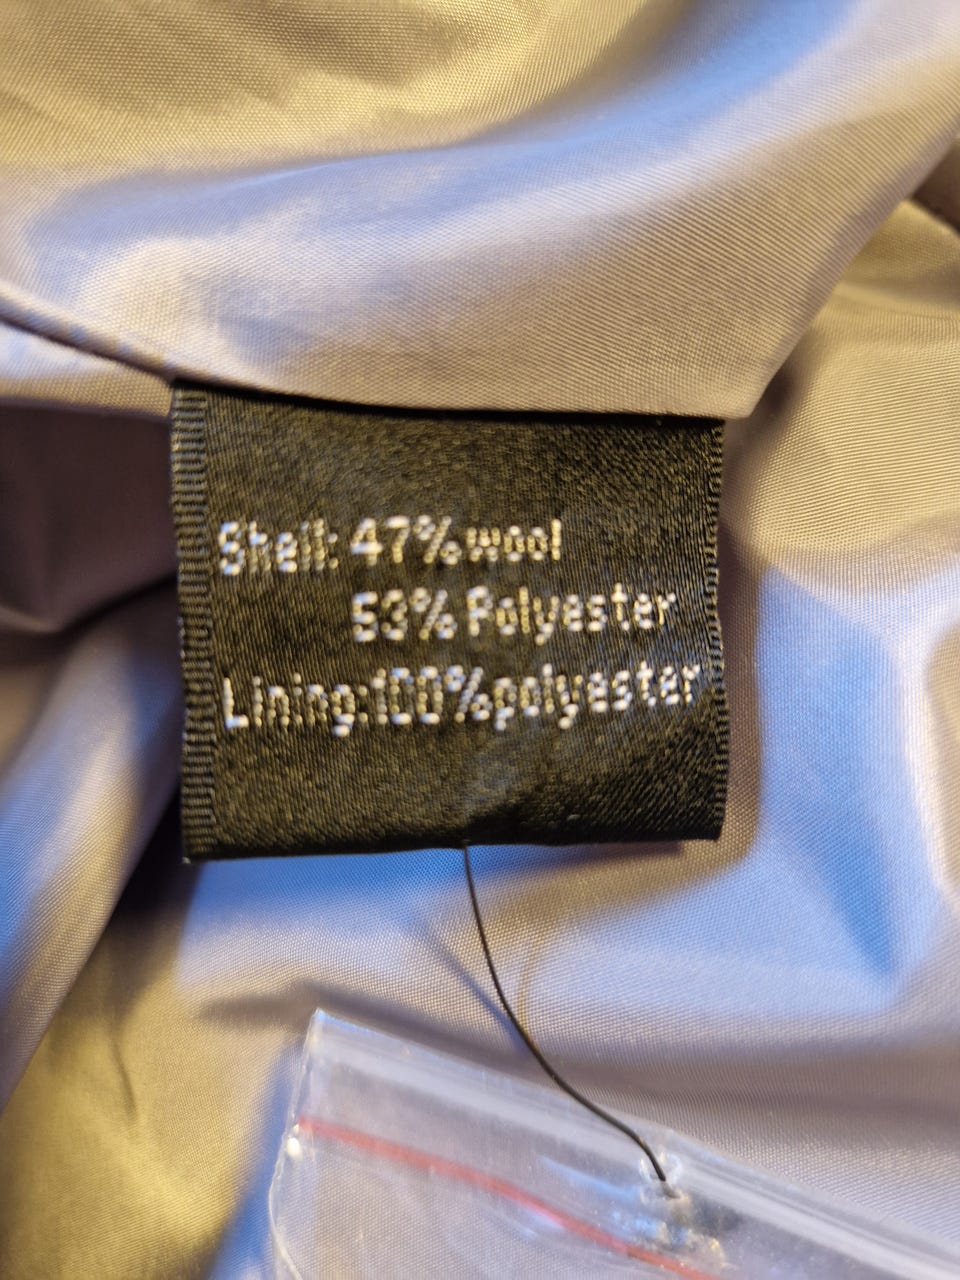 Shell: 47% wool
53% Polyester
Lining:100%polyester